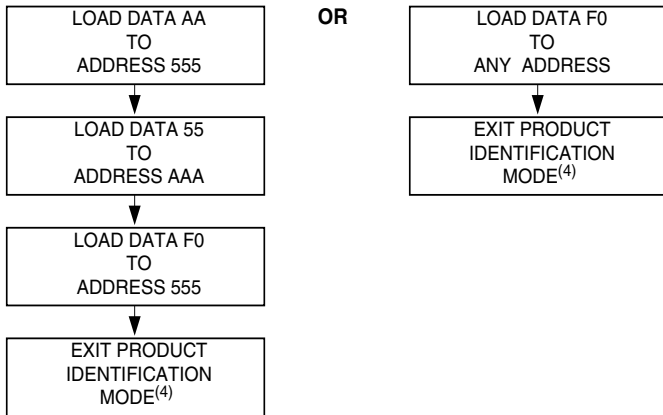 LOAD DATA AA
TO
ADDRESS 555
LOAD DATA 55
TO
ADDRESS AAA
LOAD DATA F0
TO
ADDRESS 555
EXIT PRODUCT
IDENTIFICATION
MODE(4)
OR
LOAD DATA F0
TO
ANY ADDRESS
EXIT PRODUCT
IDENTIFICATION
MODE(4)